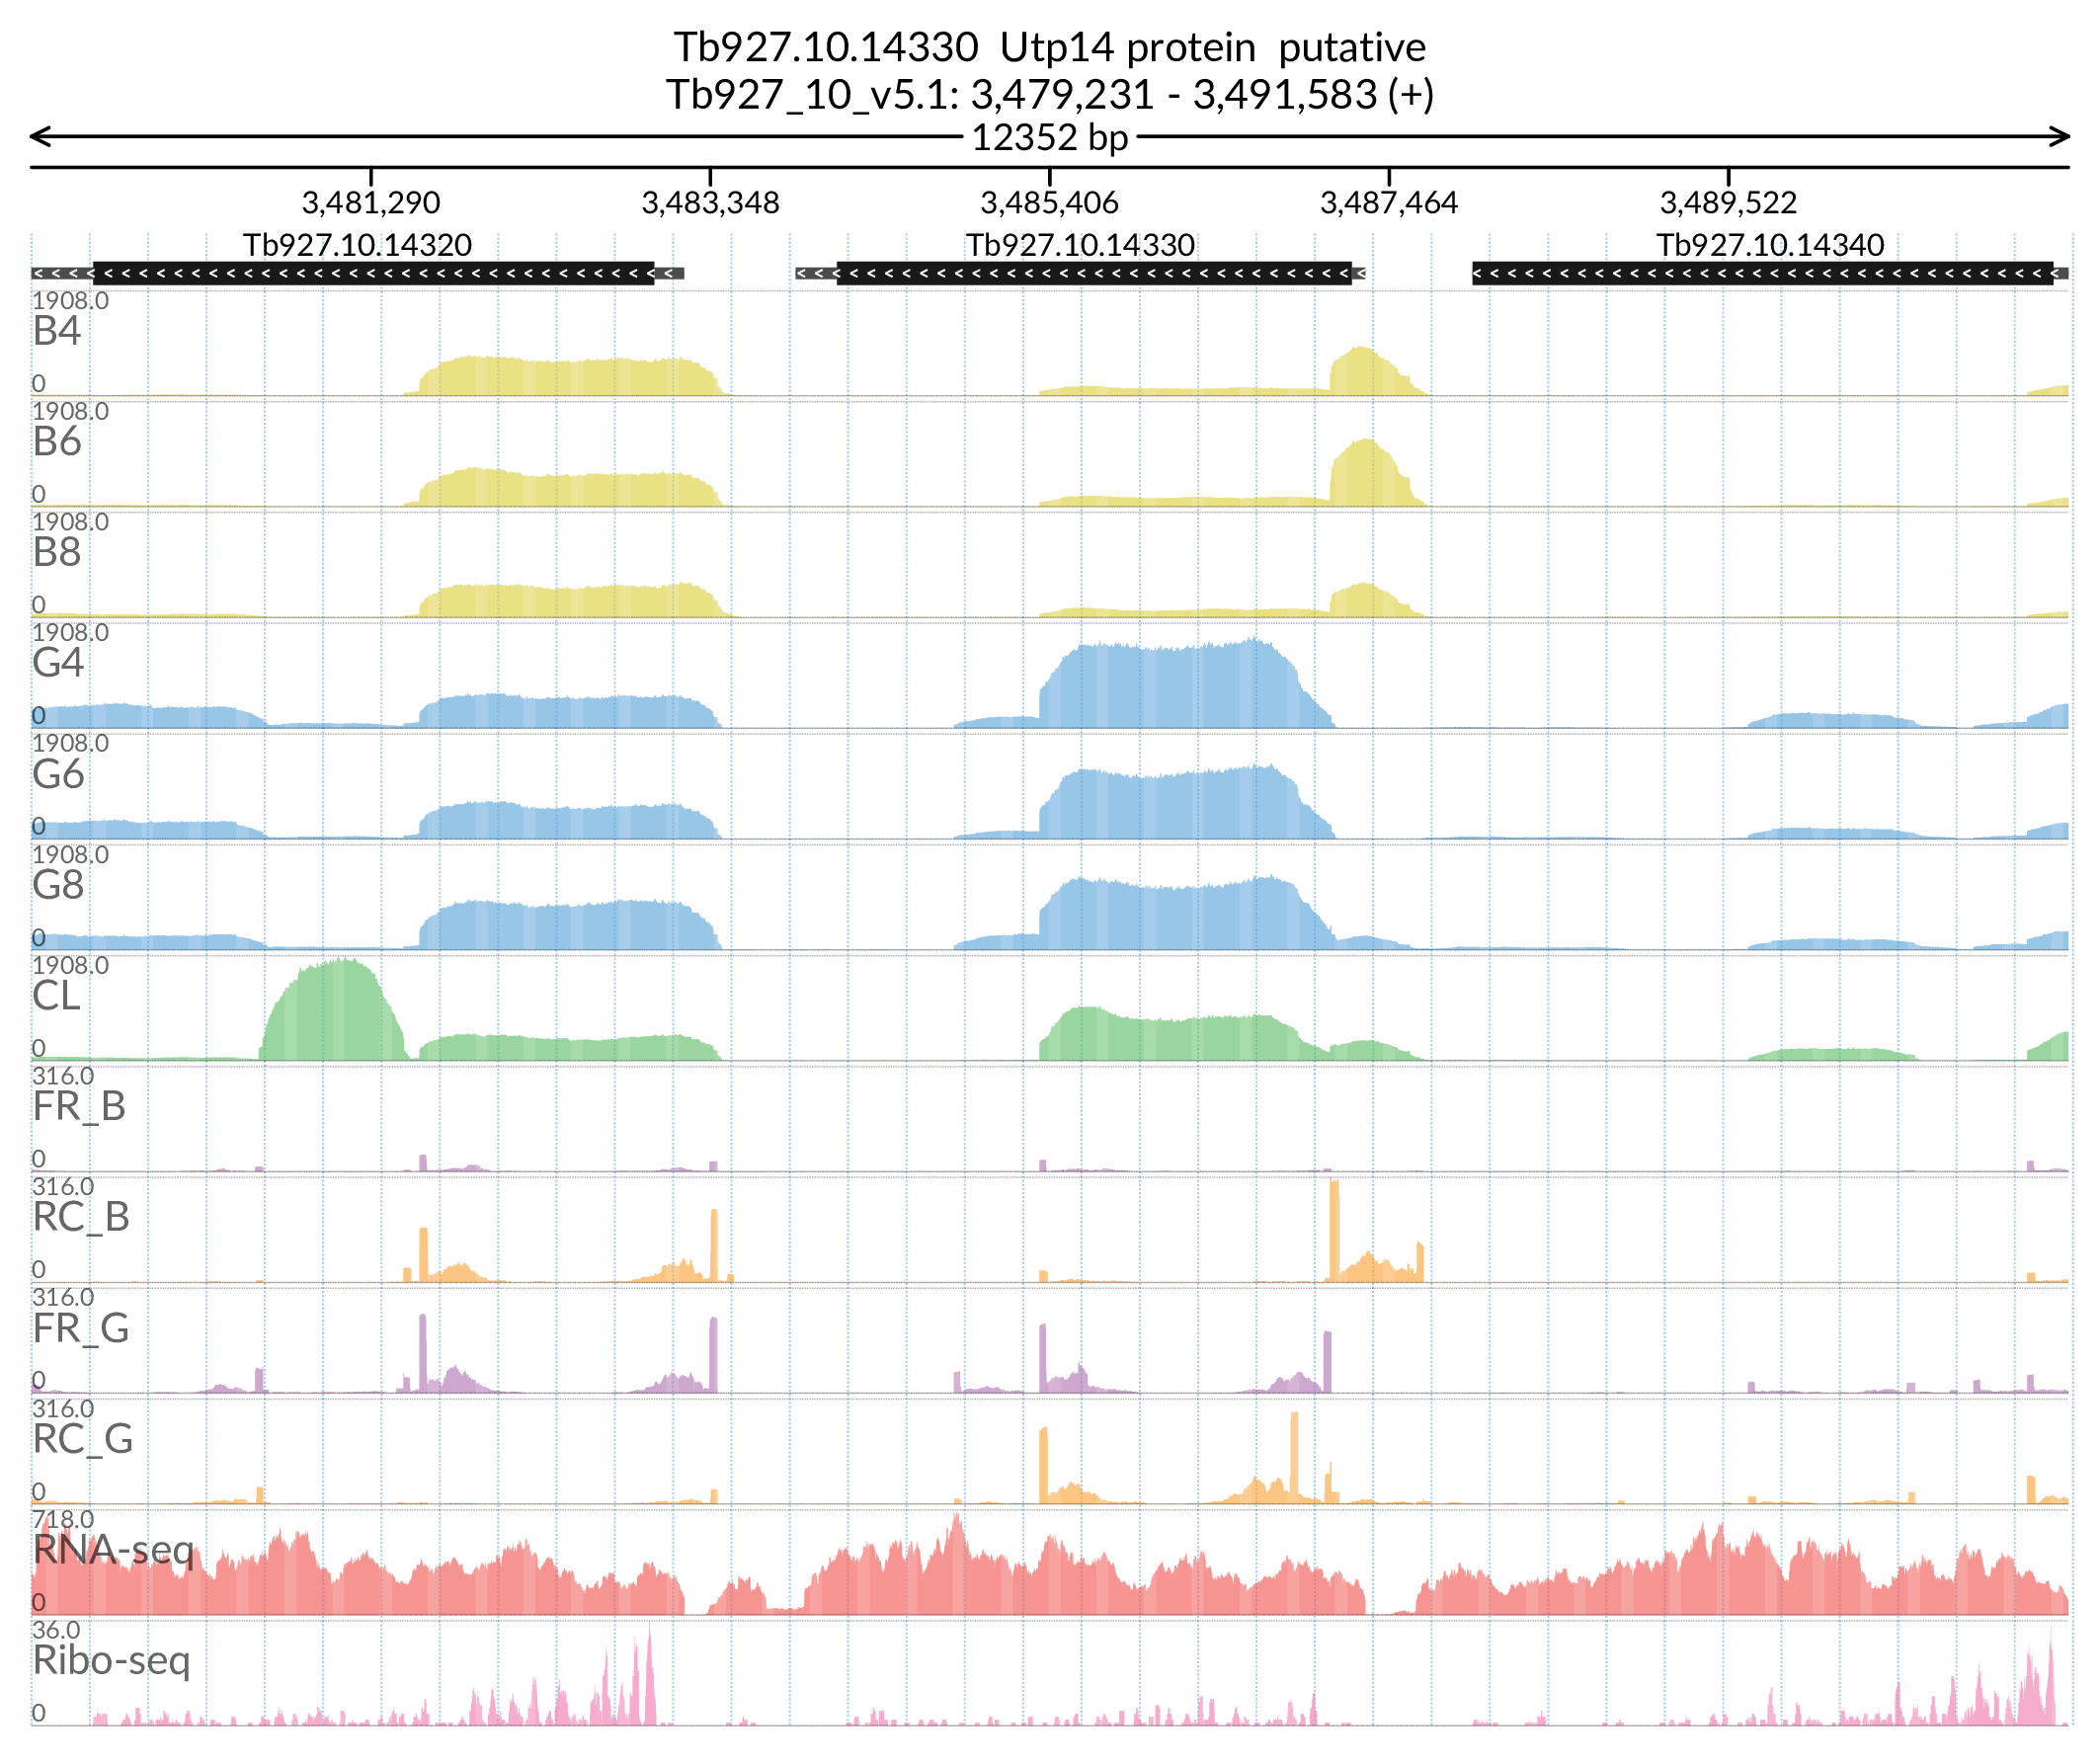 Tb927.10.14330  Utp14 protein  putative
Tb927_10_v5.1: 3,479,231 - 3,491,583 (+)
12352 bp
3,481,290 3,483,348 3,485,406 3,487,464 3,489,522
Tb927.10.14320 Tb927.10.14330 Tb927.10.14340
1908.0
B4
0
1908.0
B6
0
1908.0
B8
0
1908.0
G4
0
1908.0
G6
0
1908.0
G8
0
1908.0
CL
0
316.0
FR_B
0
316.0
RC_B
0
316.0
FR_G
0
316.0
RC_G
0
718.0
RNA-seq
0
36.0
Ribo-seq
0